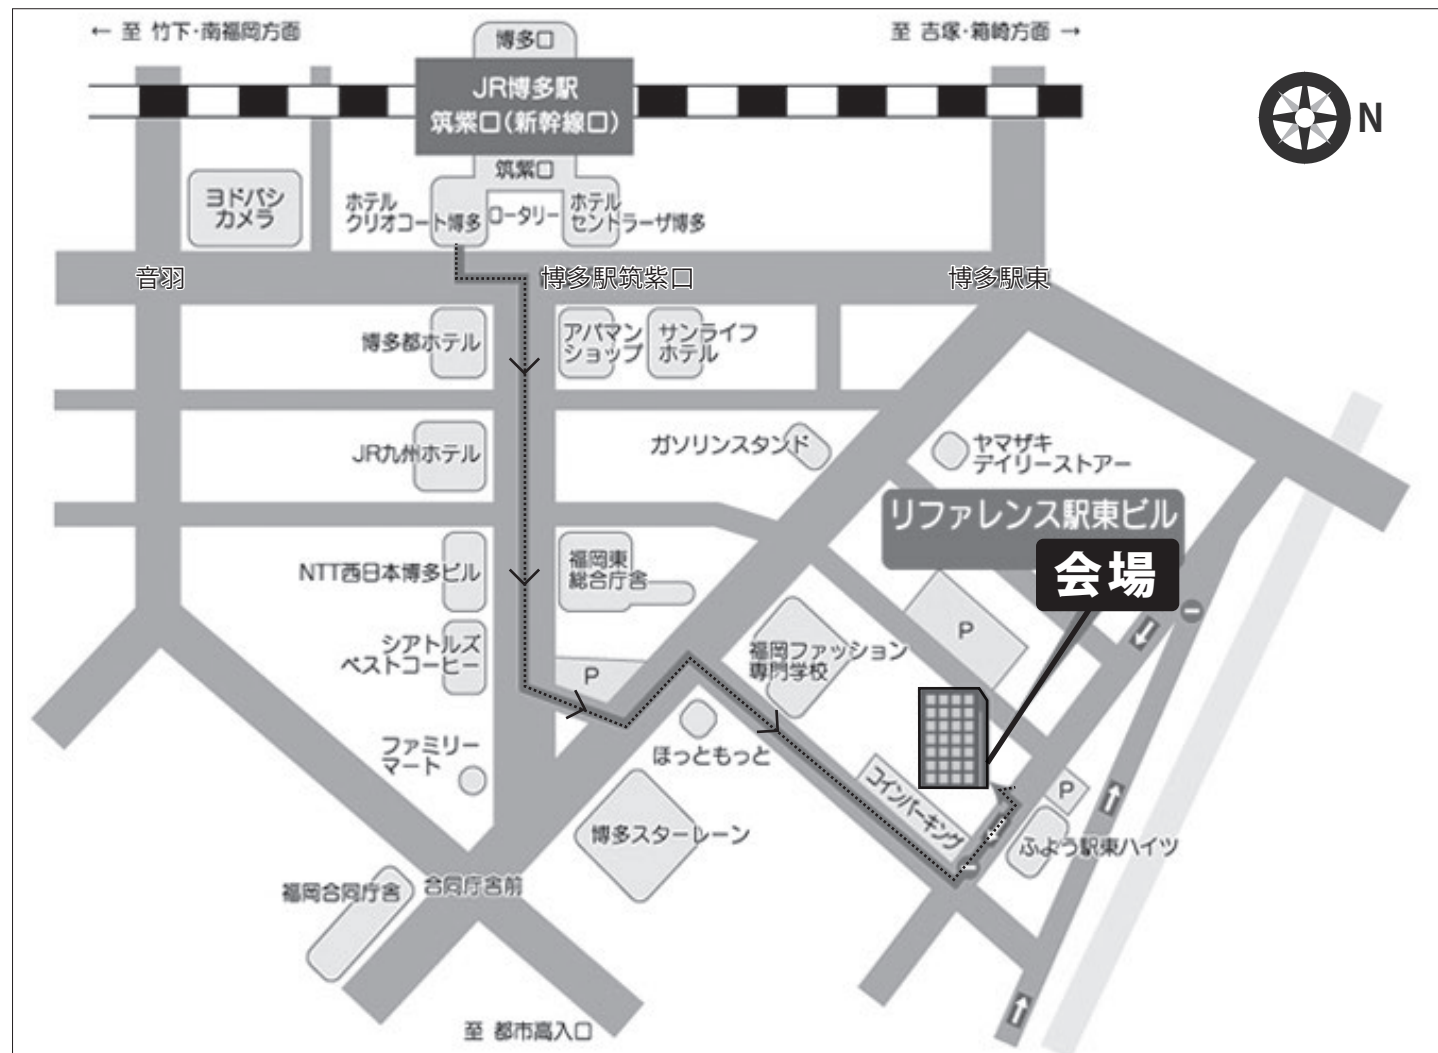 ← 至 竹下・南福岡方面
博多口
至 吉塚・箱崎方面 →
JR博多駅
筑紫口(新幹線口)
N
筑紫口
ヨドバシ
カメラ
ホテル
クリオコート博多
ロータリー
ホテル
セントラーザ博多
音羽
博多駅筑紫口
博多駅東
博多都ホテル
アパマン
ショップ
サンライフ
ホテル
JR九州ホテル
ガソリンスタンド
ヤマザキ
デイリーストアー
リファレンス駅東ビル
会場
NTT西日本博多ビル
福岡東
総合庁舎
シアトルズ
ベストコーヒー
P
福岡ファッション
専門学校
P
ファミリー
マート
ほっともっと
コインパーキング
P
博多スターレーン
ふよう駅東ハイツ
福岡合同庁舎
合同庁舎前
至 都市高入口